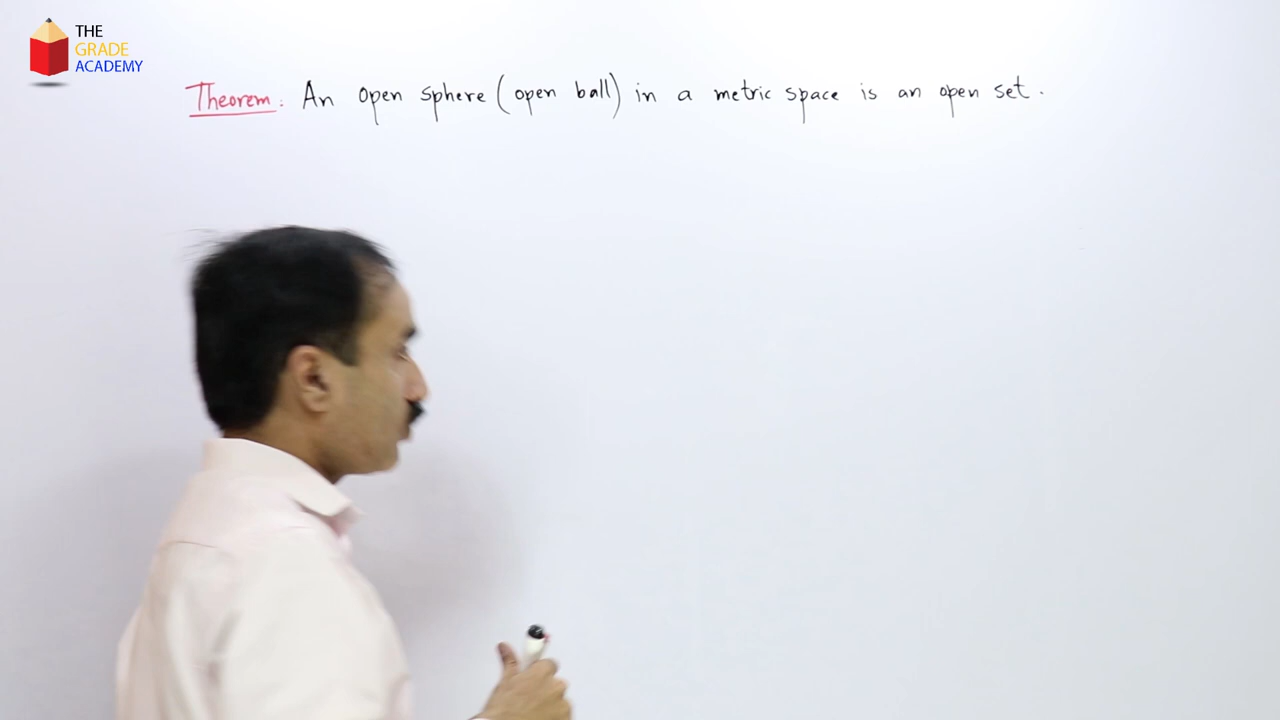 THE
GRADE
ACADEMY
Theorem: An open sphere (open ball) in a metric space is an open set.